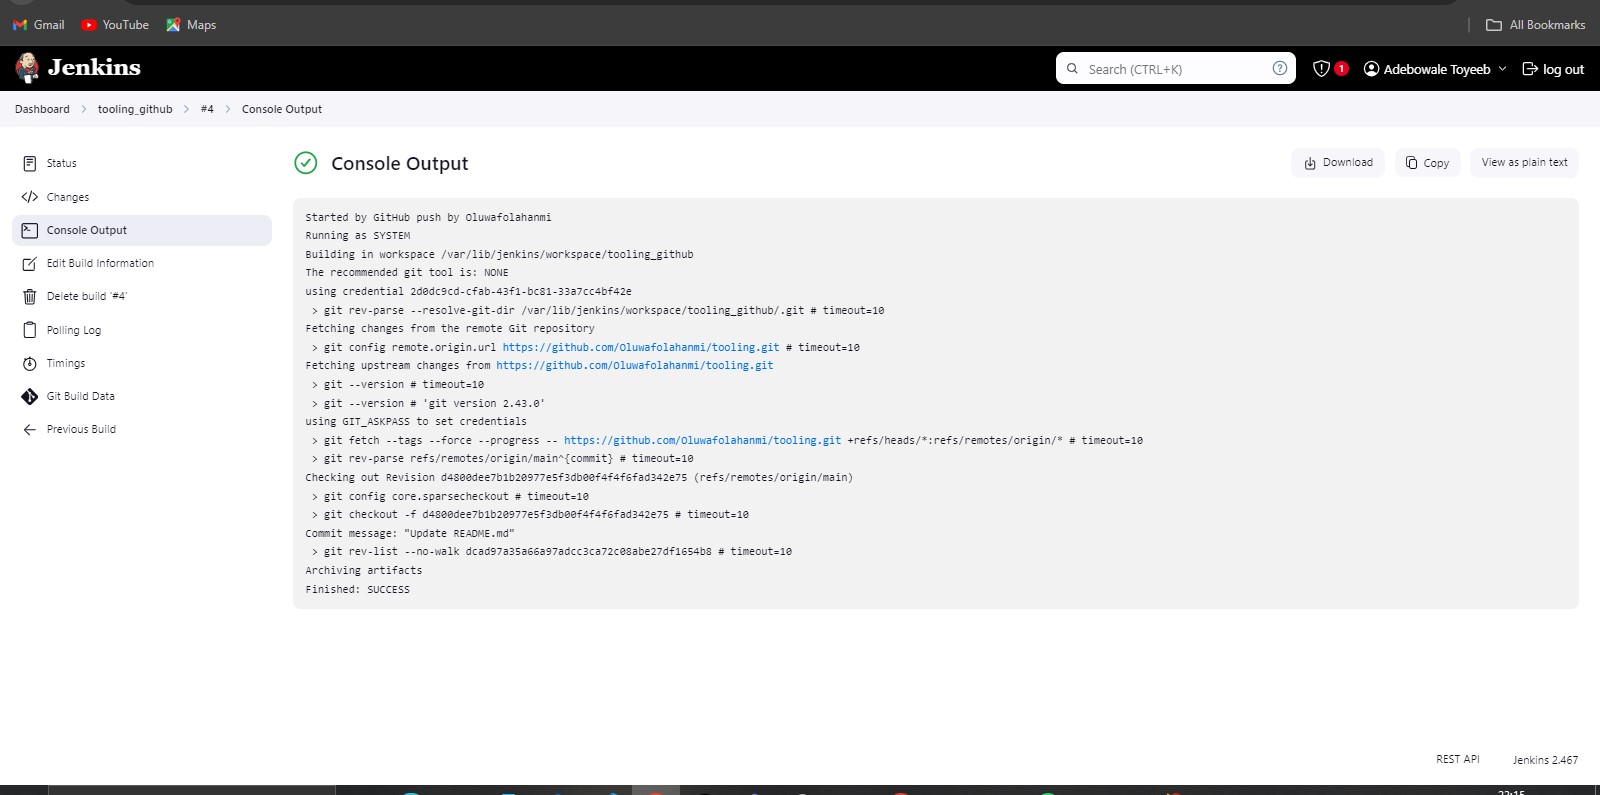 Gmail YouTube Maps All Bookmarks
Jenkins Search (CTRL+K) ? 1 Adebowale Toyeeb log out
Dashboard > tooling_github > #4 > Console Output
Status
Changes
Console Output
Edit Build Information
Delete build '#4'
Polling Log
Timings
Git Build Data
Previous Build
Console Output
Download Copy View as plain text
Started by GitHub push by Oluwafolahanmi
Running as SYSTEM
Building in workspace /var/lib/jenkins/workspace/tooling_github
The recommended git tool is: NONE
using credential 2d0dc9cd-cfab-43f1-bc81-33a7cc4bf42e
> git rev-parse --resolve-git-dir /var/lib/jenkins/workspace/tooling_github/.git # timeout=10
Fetching changes from the remote Git repository
> git config remote.origin.url https://github.com/Oluwafolahanmi/tooling.git # timeout=10
Fetching upstream changes from https://github.com/Oluwafolahanmi/tooling.git
> git --version # timeout=10
> git --version # 'git version 2.43.0'
using GIT_ASKPASS to set credentials
> git fetch --tags --force --progress -- https://github.com/Oluwafolahanmi/tooling.git +refs/heads/*:refs/remotes/origin/* # timeout=10
> git rev-parse refs/remotes/origin/main^{commit} # timeout=10
Checking out Revision d4800dee7b1b20977e5f3db00f4f4f6fad342e75 (refs/remotes/origin/main)
> git config core.sparsecheckout # timeout=10
> git checkout -f d4800dee7b1b20977e5f3db00f4f4f6fad342e75 # timeout=10
Commit message: "Update README.md"
> git rev-list --no-walk dcad97a35a66a97adcc3ca72c08abe27df1654b8 # timeout=10
Archiving artifacts
Finished: SUCCESS
REST API Jenkins 2.467